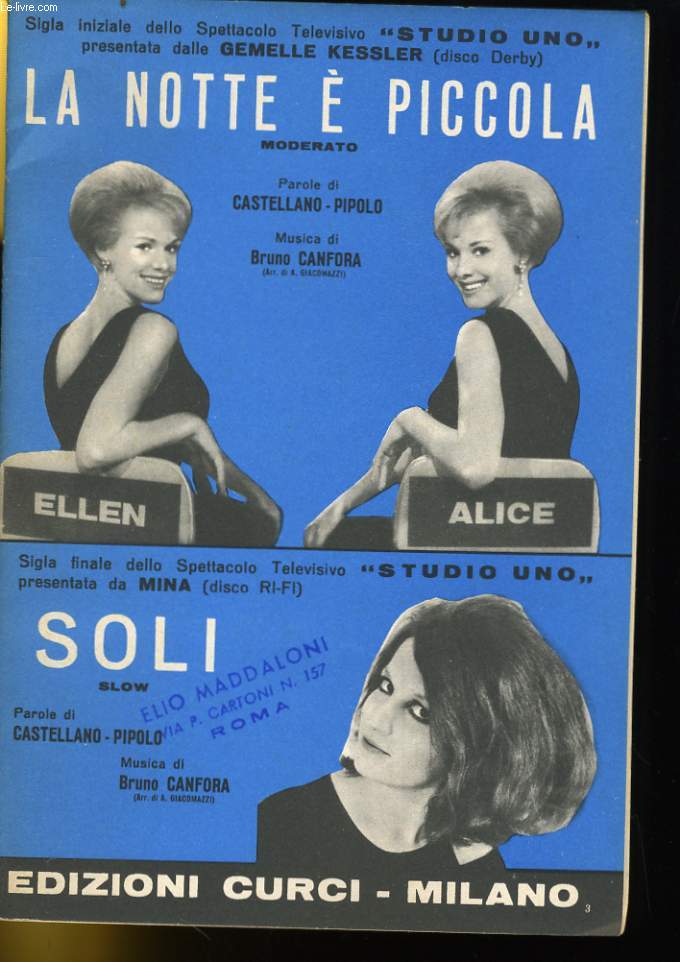 Le-livre.com
Sigla iniziale dello Spettacolo Televisivo "STUDIO UNO„
presentata dalle GEMELLE KESSLER (disco Derby)
LA NOTTE È PICCOLA
MODERATO
Parole di
CASTELLANO - PIPOLO
Musica di
Bruno CANFORA
(Arr. di A. GIACOMAZZI)
ELLEN
ALICE
Sigla finale dello Spettacolo Televisivo "STUDIO UNO„
presentata da MINA (disco RI-FI)
SOLI
SLOW
ELIO MADDALONI
VIA P. CARTONI N. 157
ROMA
Parole di
CASTELLANO - PIPOLO
Musica di
Bruno CANFORA
(Arr. di A. GIACOMAZZI)
EDIZIONI CURCI - MILANO
3